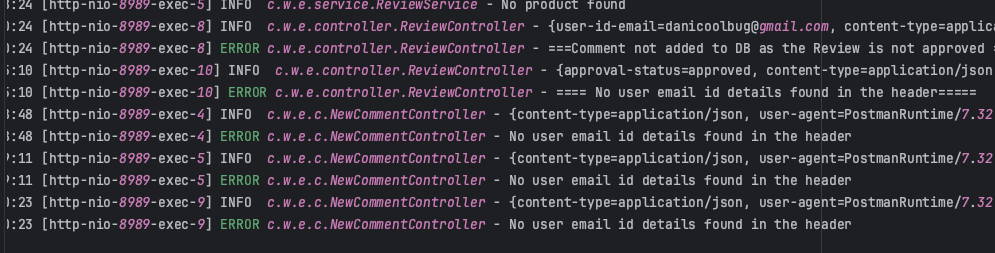 3:24 [http-nio-8989-exec-5] INFO  c.w.e.service.ReviewService - No product found
0:24 [http-nio-8989-exec-8] INFO  c.w.e.controller.ReviewController - {user-id-email=danicoolbug@gmail.com, content-type=applic
0:24 [http-nio-8989-exec-8] ERROR c.w.e.controller.ReviewController - ===Comment not added to DB as the Review is not approved =
:10 [http-nio-8989-exec-10] INFO  c.w.e.controller.ReviewController - {approval-status=approved, content-type=application/json
:10 [http-nio-8989-exec-10] ERROR c.w.e.controller.ReviewController - ==== No user email id details found in the header=====
:48 [http-nio-8989-exec-4] INFO  c.w.e.c.NewCommentController - {content-type=application/json, user-agent=PostmanRuntime/7.32
:48 [http-nio-8989-exec-4] ERROR c.w.e.c.NewCommentController - No user email id details found in the header
:11 [http-nio-8989-exec-5] INFO  c.w.e.c.NewCommentController - {content-type=application/json, user-agent=PostmanRuntime/7.32
:11 [http-nio-8989-exec-5] ERROR c.w.e.c.NewCommentController - No user email id details found in the header
0:23 [http-nio-8989-exec-9] INFO  c.w.e.c.NewCommentController - {content-type=application/json, user-agent=PostmanRuntime/7.32
0:23 [http-nio-8989-exec-9] ERROR c.w.e.c.NewCommentController - No user email id details found in the header